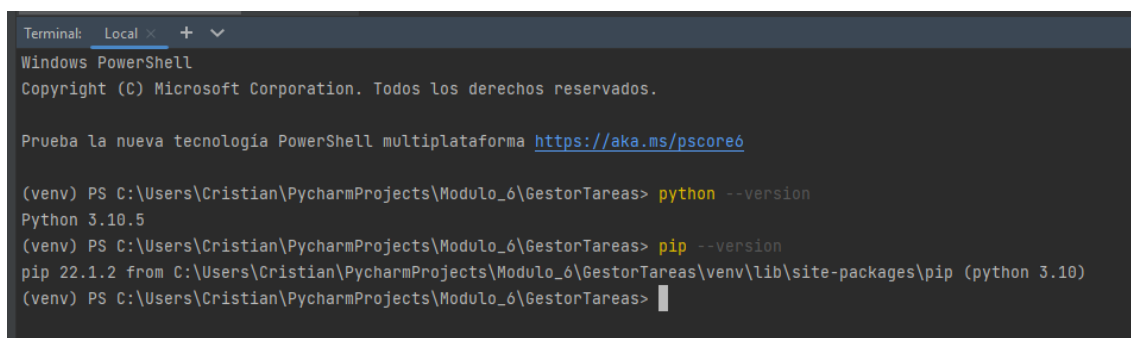 Terminal: Local × +
Windows PowerShell
Copyright (C) Microsoft Corporation. Todos los derechos reservados.
Prueba la nueva tecnología PowerShell multiplataforma https://aka.ms/pscore6
(venv) PS C:\Users\Cristian\PycharmProjects\Modulo_6\GestorTareas> python --version
Python 3.10.5
(venv) PS C:\Users\Cristian\PycharmProjects\Modulo_6\GestorTareas> pip --version
pip 22.1.2 from C:\Users\Cristian\PycharmProjects\Modulo_6\GestorTareas\venv\lib\site-packages\pip (python 3.10)
(venv) PS C:\Users\Cristian\PycharmProjects\Modulo_6\GestorTareas>